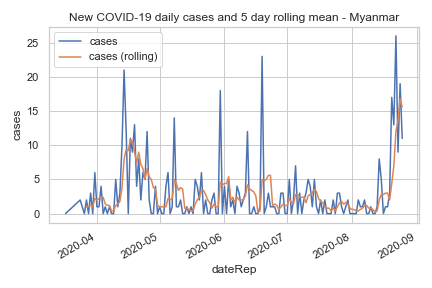 New COVID-19 daily cases and 5 day rolling mean - Myanmar
cases
cases (rolling)
25
20
15
10
5
0
cases
2020-04
2020-05
2020-06
2020-07
2020-08
2020-09
dateRep